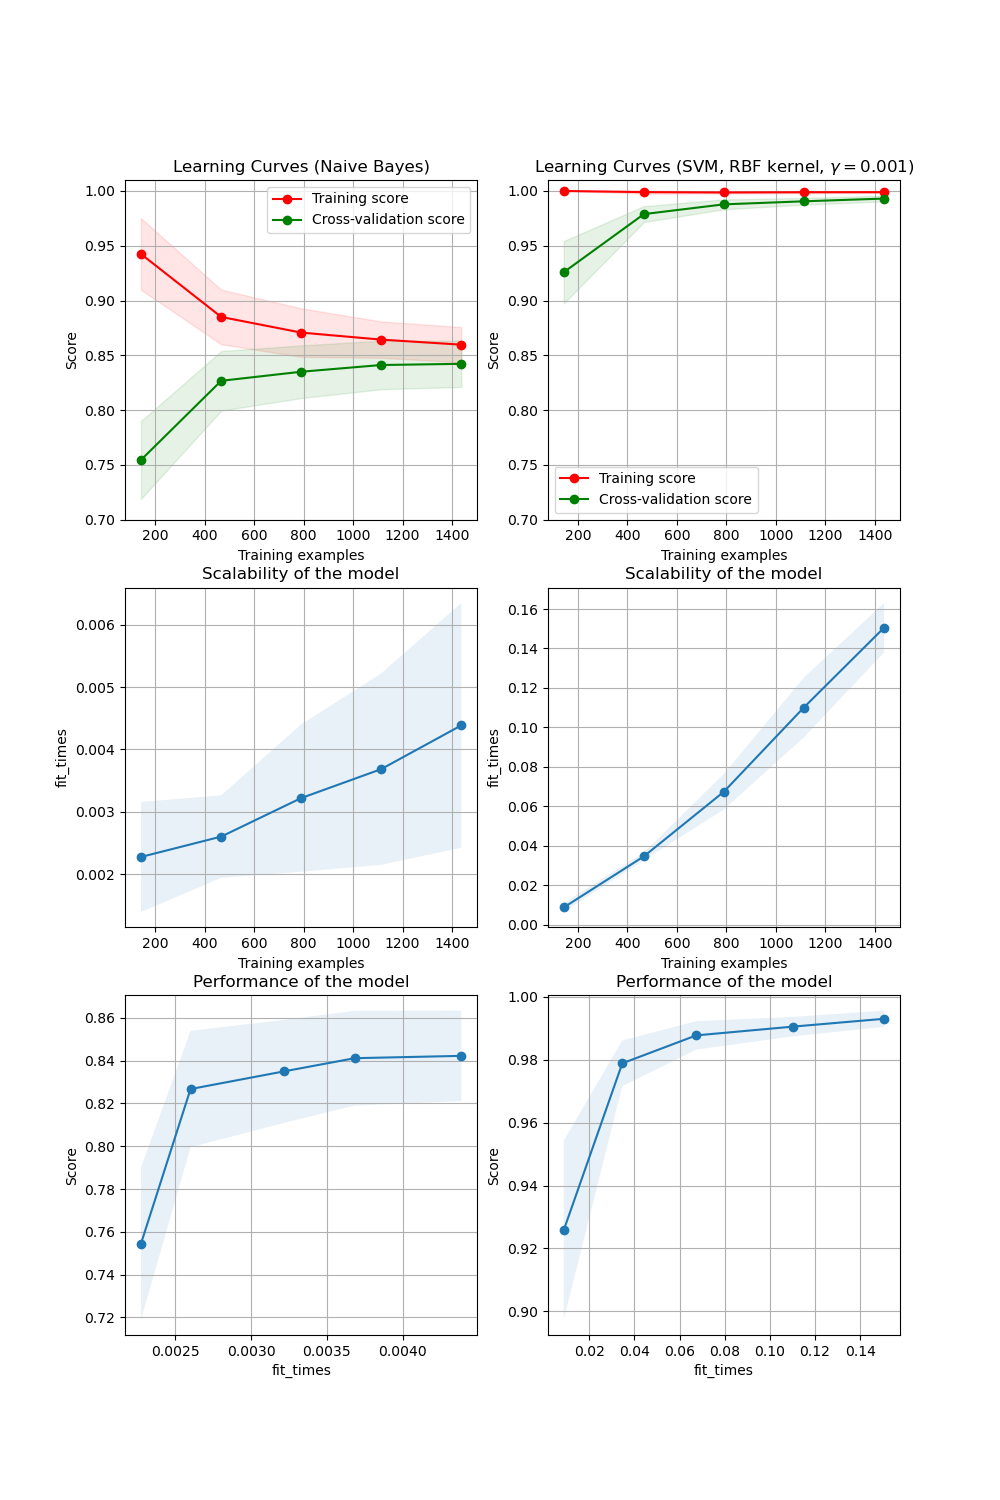 Learning Curves (Naive Bayes)
Score
1.00
0.95
0.90
0.85
0.80
0.75
0.70
Training score
Cross-validation score
200 400 600 800 1000 1200 1400
Training examples
Learning Curves (SVM, RBF kernel, γ = 0.001)
Score
1.00
0.95
0.90
0.85
0.80
0.75
0.70
Training score
Cross-validation score
200 400 600 800 1000 1200 1400
Training examples
Scalability of the model
fit_times
0.006
0.005
0.004
0.003
0.002
200 400 600 800 1000 1200 1400
Training examples
Scalability of the model
fit_times
0.16
0.14
0.12
0.10
0.08
0.06
0.04
0.02
0.00
200 400 600 800 1000 1200 1400
Training examples
Performance of the model
Score
0.86
0.84
0.82
0.80
0.78
0.76
0.74
0.72
0.0025 0.0030 0.0035 0.0040
fit_times
Performance of the model
Score
1.00
0.98
0.96
0.94
0.92
0.90
0.02 0.04 0.06 0.08 0.10 0.12 0.14
fit_times